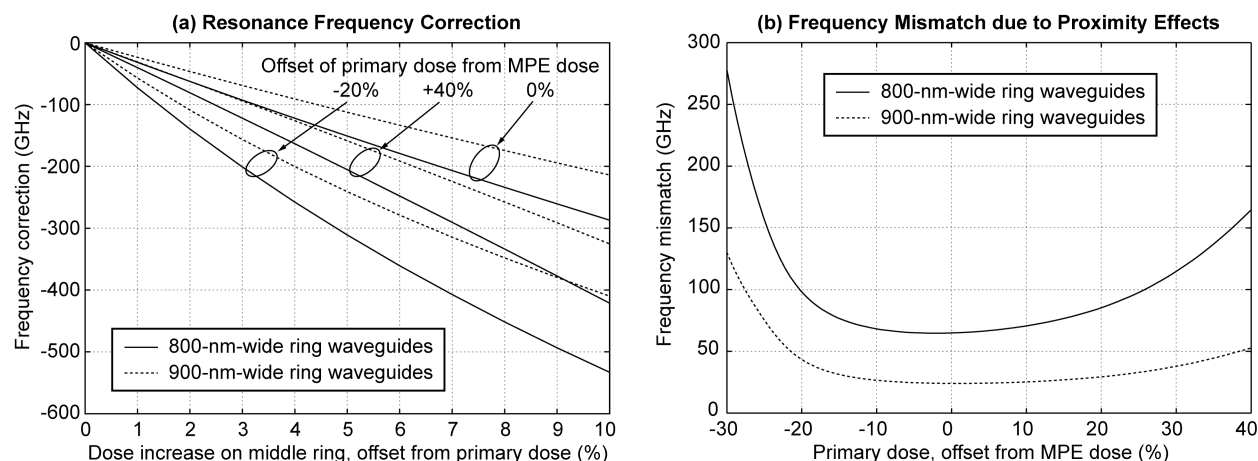 (a) Resonance Frequency Correction
Frequency correction (GHz)
0
-100
-200
-300
-400
-500
-600
Offset of primary dose from MPE dose
-20% +40% 0%
800-nm-wide ring waveguides
900-nm-wide ring waveguides
0 1 2 3 4 5 6 7 8 9 10
Dose increase on middle ring, offset from primary dose (%)
(b) Frequency Mismatch due to Proximity Effects
Frequency mismatch (GHz)
300
250
200
150
100
50
0
800-nm-wide ring waveguides
900-nm-wide ring waveguides
-30 -20 -10 0 10 20 30 40
Primary dose, offset from MPE dose (%)